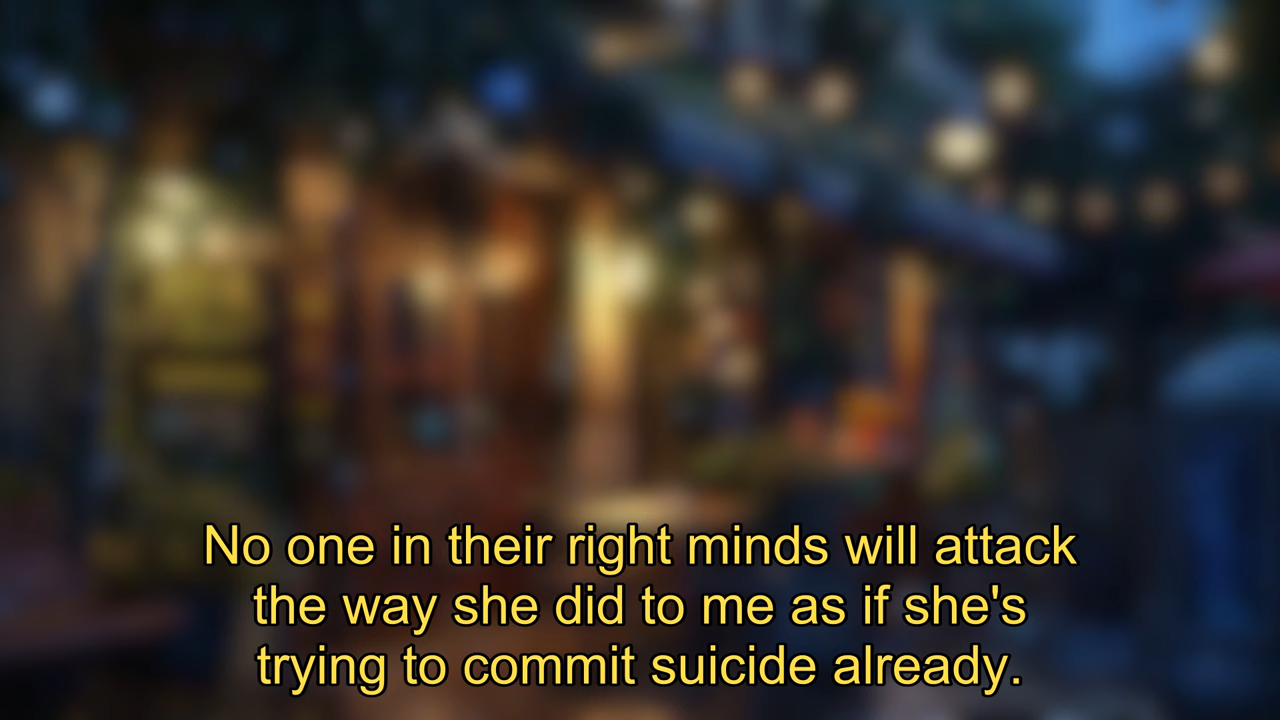 No one in their right minds will attack
the way she did to me as if she's
trying to commit suicide already.